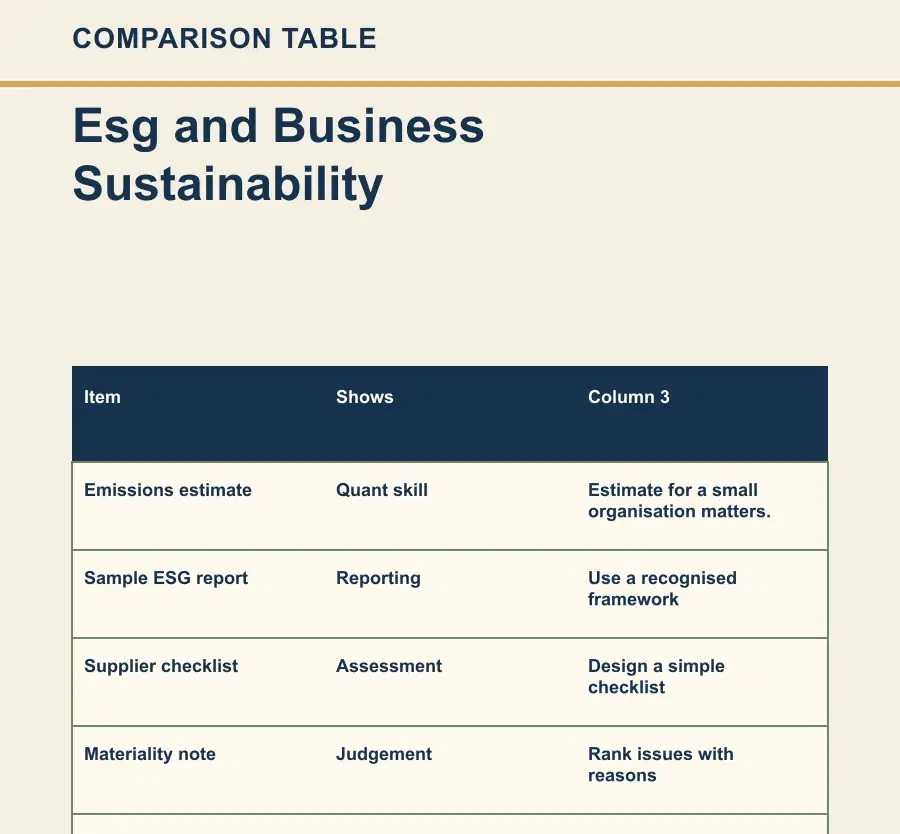 COMPARISON TABLE
Esg and Business
Sustainability
Item Shows Column 3
Emissions estimate Quant skill Estimate for a small
organisation matters.
Sample ESG report Reporting Use a recognised
framework
Supplier checklist Assessment Design a simple
checklist
Materiality note Judgement Rank issues with
reasons